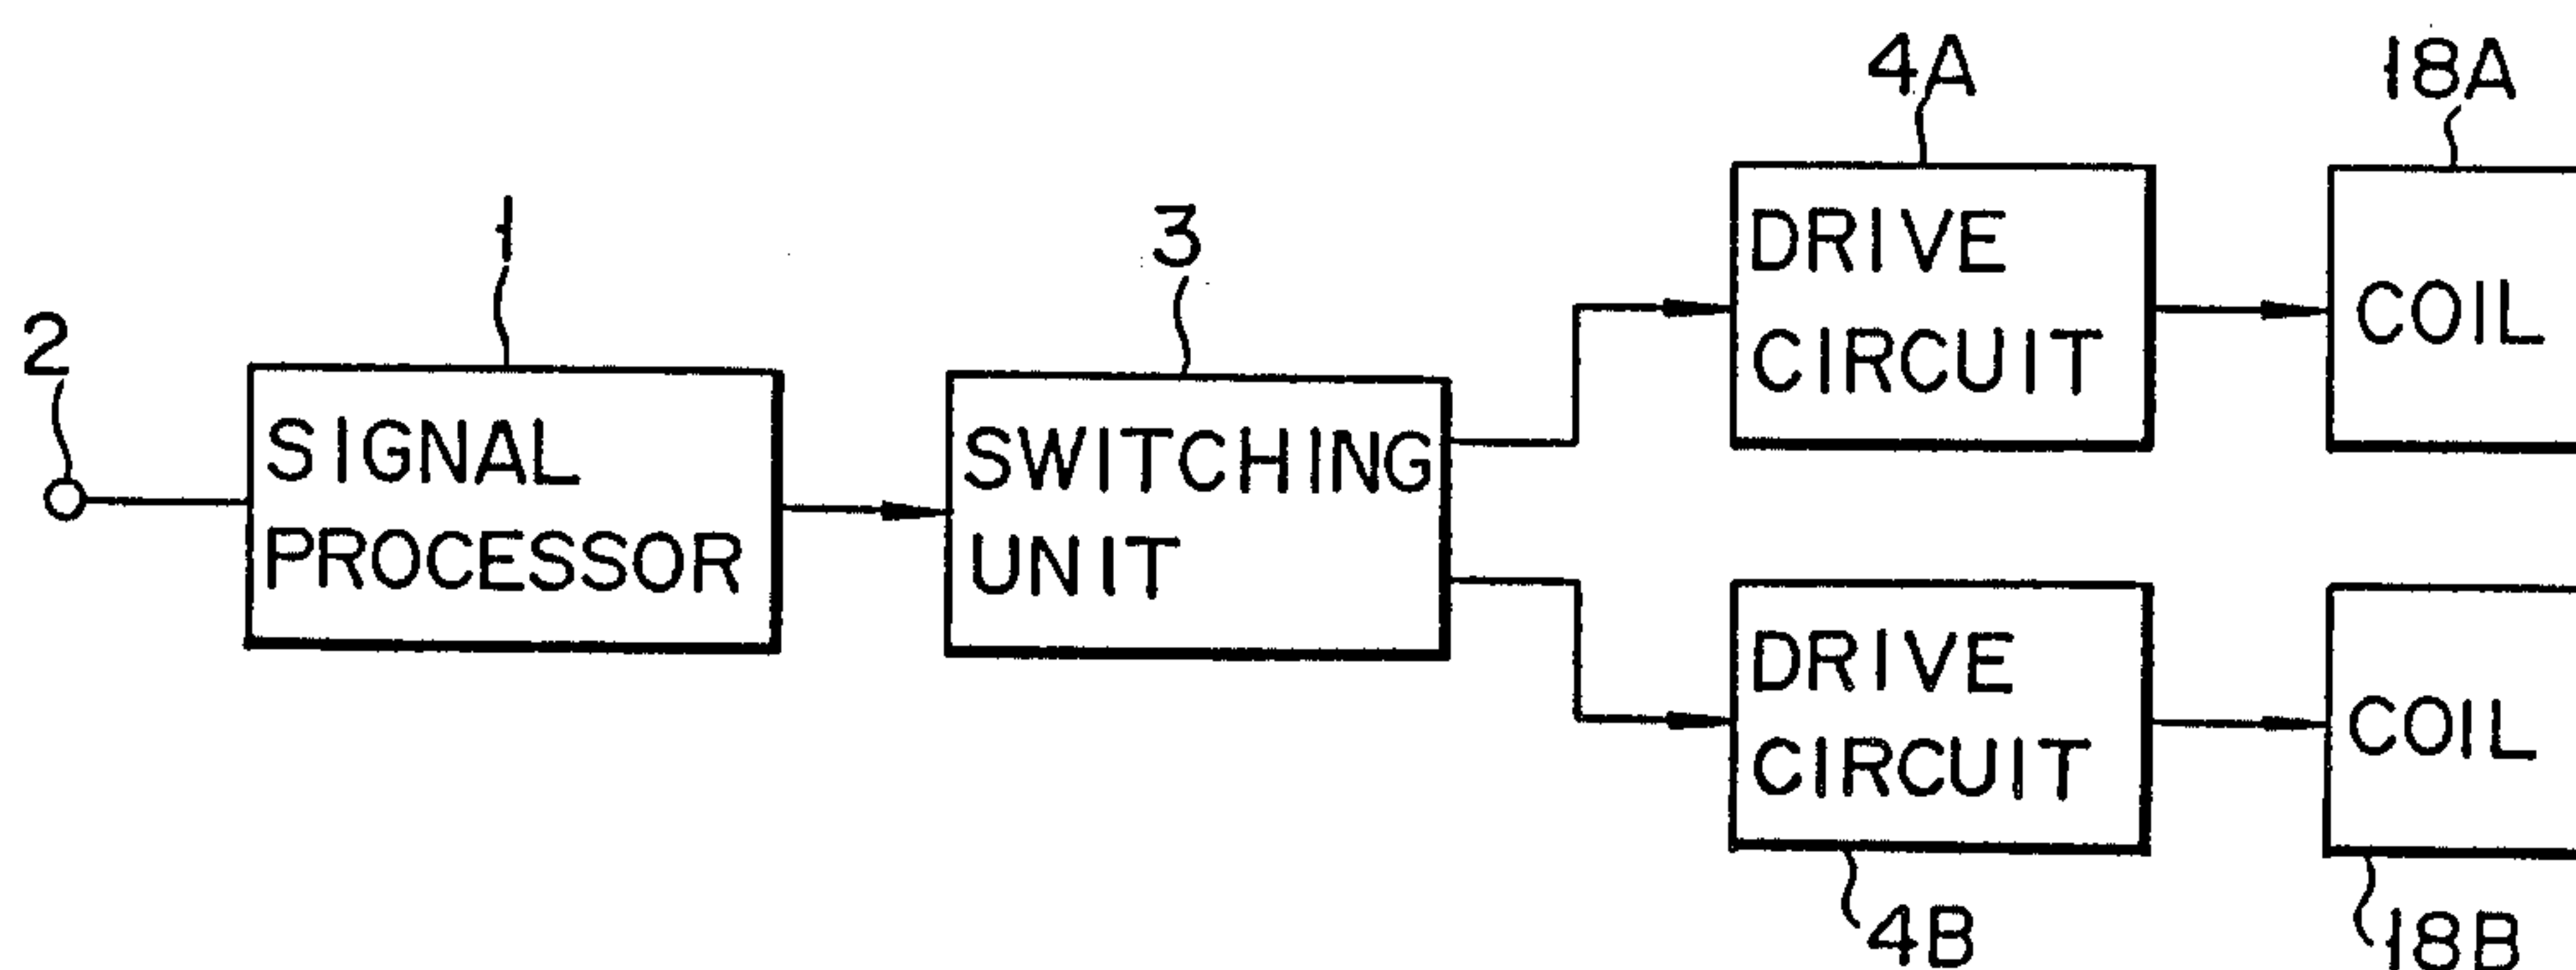 4A
18A
1
3
2
DRIVE
CIRCUIT
COIL
SIGNAL
PROCESSOR
SWITCHING
UNIT
DRIVE
CIRCUIT
COIL
4B
18B